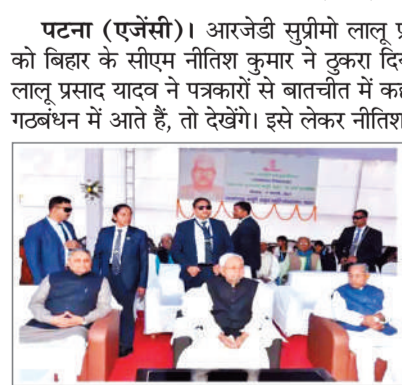 पटना (एजेंसी)। आरजेडी सुप्रीमो लालू
को बिहार के सीएम नीतिश कुमार ने ठुकरा
लालू प्रसाद यादव ने पत्रकारों से बातचीत में
गठबंधन में आते हैं, तो देखेंगे। इसे लेकर नीतिश